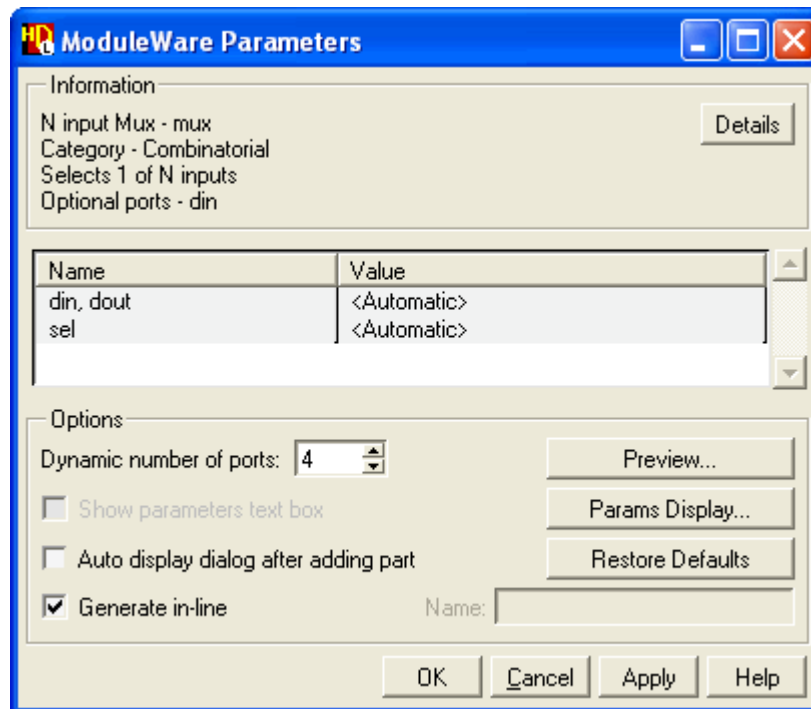 HD L ModuleWare Parameters
Information
N input Mux - mux
Category - Combinatorial
Selects 1 of N inputs
Optional ports - din
Details
Name Value
din, dout <Automatic>
sel <Automatic>
Options
Dynamic number of ports: 4
Preview...
Show parameters text box
Params Display...
Auto display dialog after adding part
Restore Defaults
Generate in-line
Name:
OK Cancel Apply Help